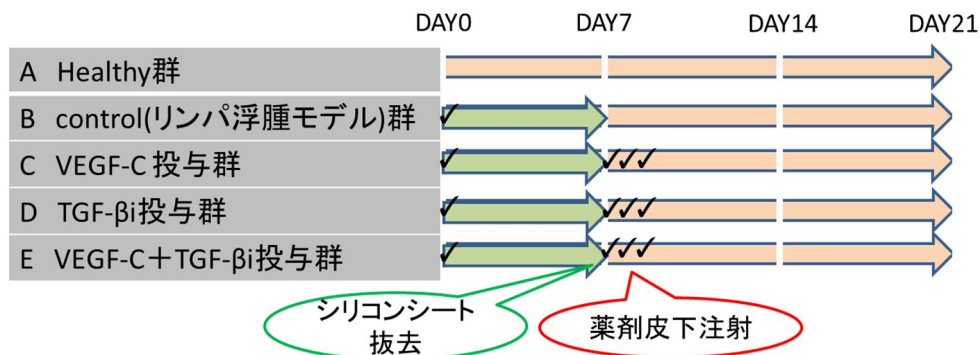 DAY0 DAY7 DAY14 DAY21
A Healthy群
B control(リンパ浮腫モデル)群
C VEGF-C 投与群
D TGF-βi投与群
E VEGF-C＋TGF-βi投与群
シリコンシート
抜去
薬剤皮下注射